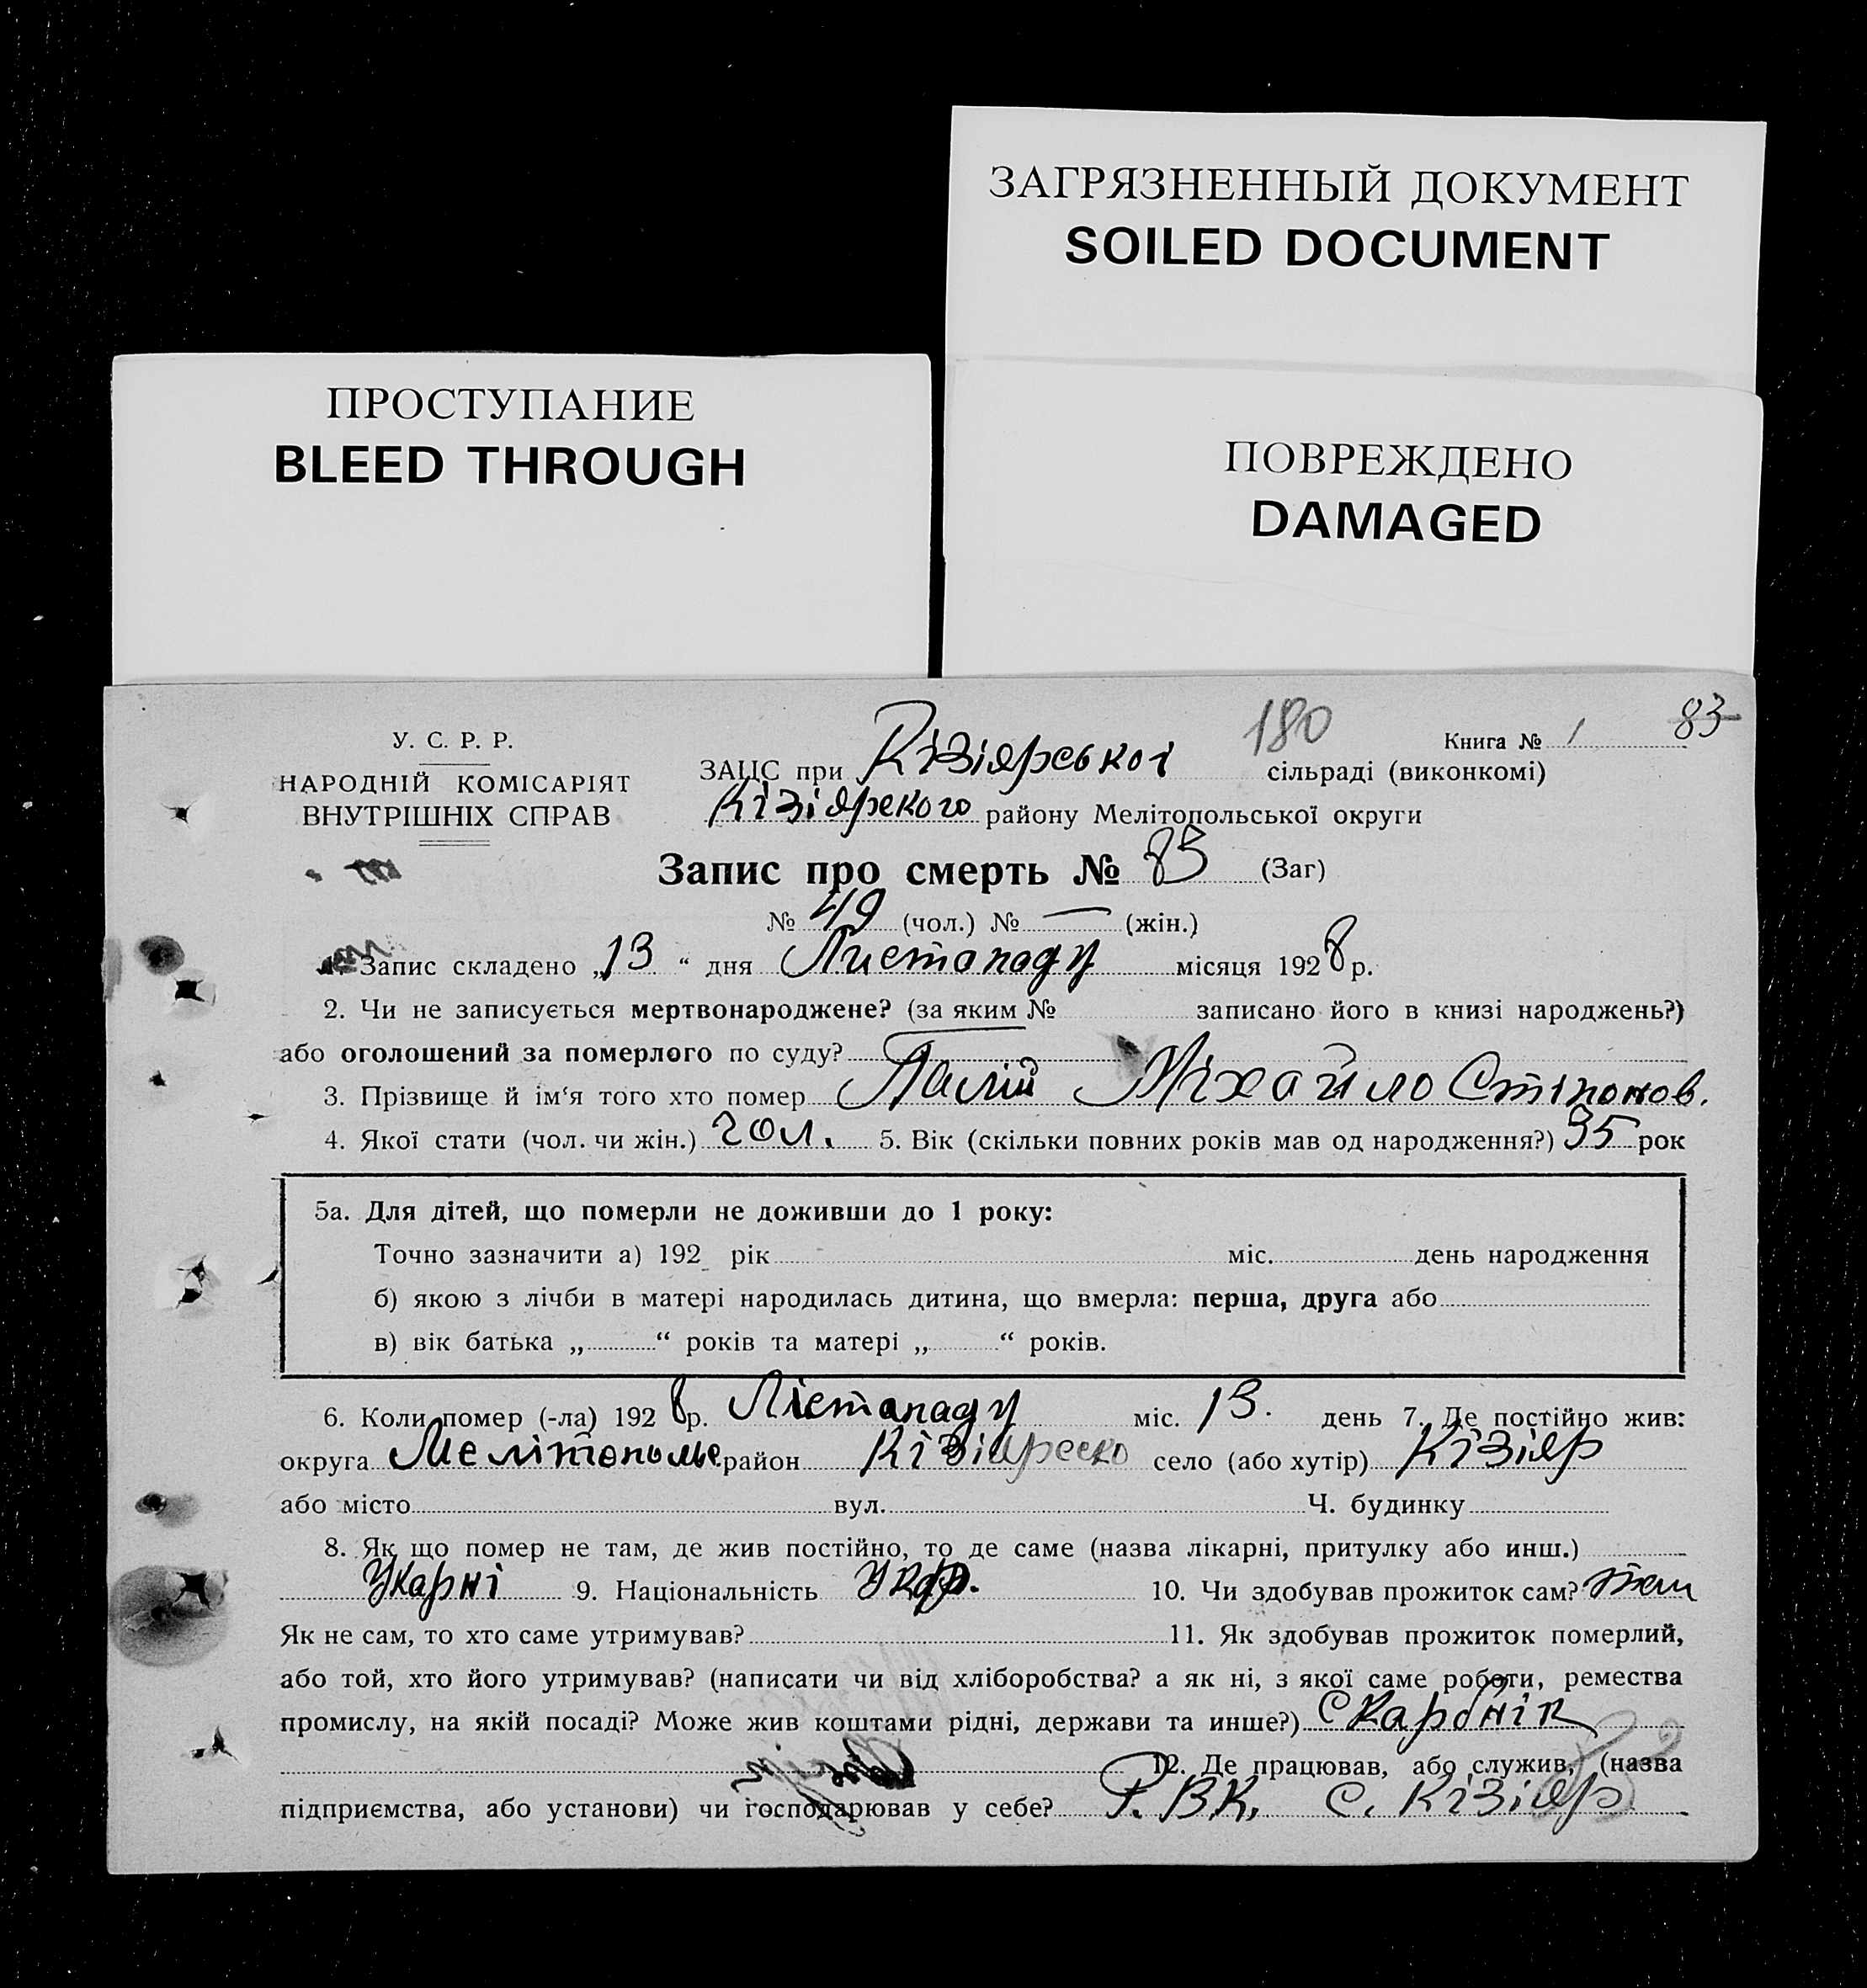 ЗАГРЯЗНЕННЫЙ ДОКУМЕНТ
SOILED DOCUMENT
ПРОСТУПАНИЕ
BLEED THROUGH
ПОВРЕЖДЕНО
DAMAGED
180
83
У. С. Р. Р.
НАРОДНІЙ КОМІСАРІЯТ
ВНУТРІШНІХ СПРАВ
Книга № 1
ЗАЦС при Кізіярської сільраді (виконкомі)
Кізіярского району Мелітопольської округи
Запис про смерть № 83 (Заг)
№ 49 (чол.) № — (жін.)
1. Запис складено „13 “ дня Листопаду місяця 1928 р.
2. Чи не записується мертвонароджене? (за яким № записано його в книзі народжень?)
або оголошений за померлого по суду?
3. Прізвище й ім‘я того хто помер Палій Міхайло Стіпонов.
4. Якої стати (чол. чи жін.) чол. 5. Вік (скільки повних років мав од народження?) 35 рок
5а. Для дітей, що померли не доживши до 1 року:
Точно зазначити а) 192 рік міс. день народження
б) якою з лічби в матері народилась дитина, що вмерла: перша, друга або
в) вік батька „ “ років та матері „ “ років.
6. Коли помер (-ла) 192 8 р. Лістападу міс. 13. день 7. Де постійно жив:
округа район село (або хутір) Кізіяр
або місто вул. Ч. будинку
8. Як що помер не там, де жив постійно, то де саме (назва лікарні, притулку або инш.)
9. Національність Укр. 10. Чи здобував прожиток сам?
Як не сам, то хто саме утримував? 11. Як здобував прожиток померлий,
або той, хто його утримував? (написати чи від хліборобства? а як ні, з якої саме роботи, ремества
промислу, на якій посаді? Може жив коштами рідні, держави та инше?)
12. Де працював, або служив, (назва
підприємства, або установи) чи господарював у себе? Р. В К. с. Кізіяр